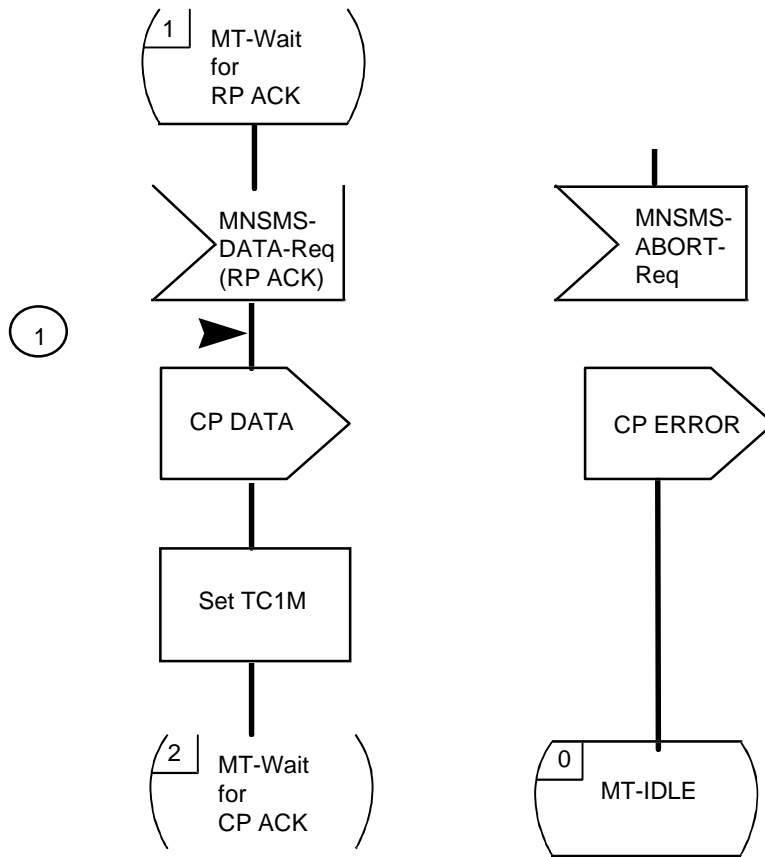 1
MT-Wait
for
RP ACK
MNSMS-
DATA-Req
(RP ACK)
MNSMS-
ABORT-
Req
1
CP DATA
CP ERROR
Set TC1M
2
MT-Wait
for
CP ACK
0
MT-IDLE